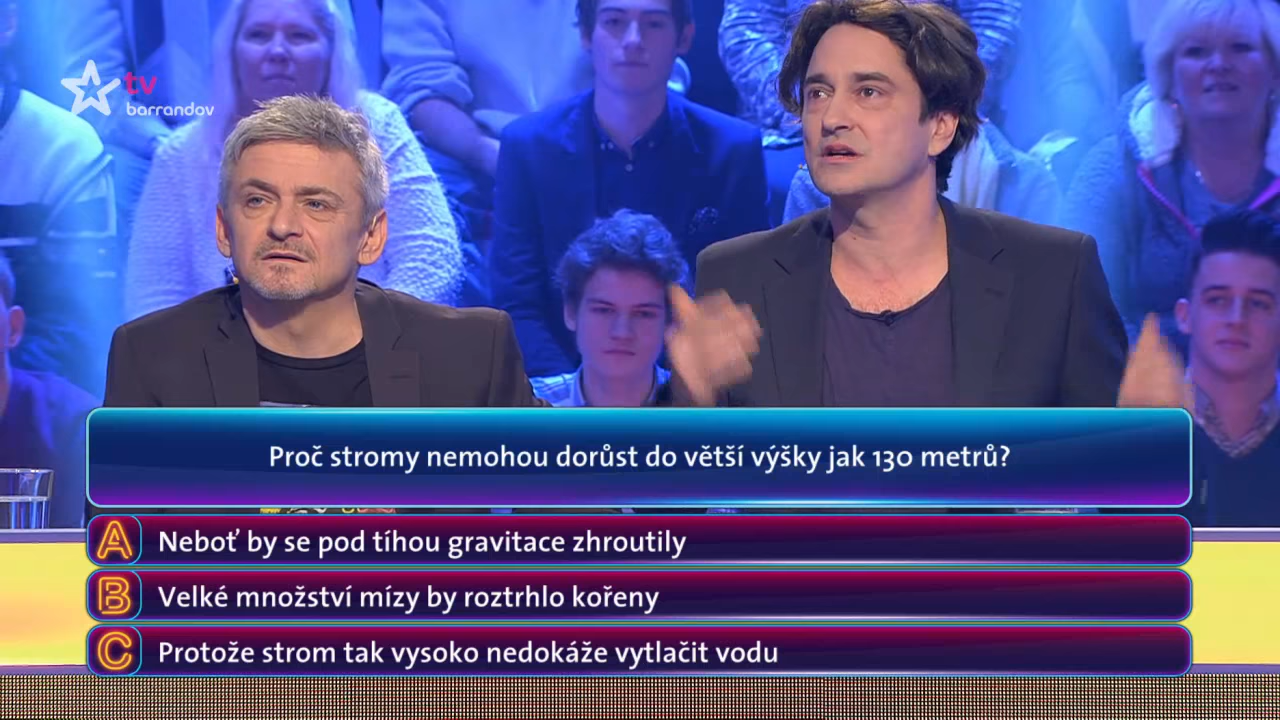 tv
barrandov
Proč stromy nemohou dorůst do větší výšky jak 130 metrů?
A Neboť by se pod tíhou gravitace zhroutily
B Velké množství mízy by roztrhlo kořeny
C Protože strom tak vysoko nedokáže vytlačit vodu